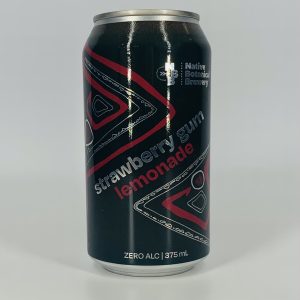 Native
Botanical
Brewery
strawberry gum
lemonade
ZERO ALC | 375 mL